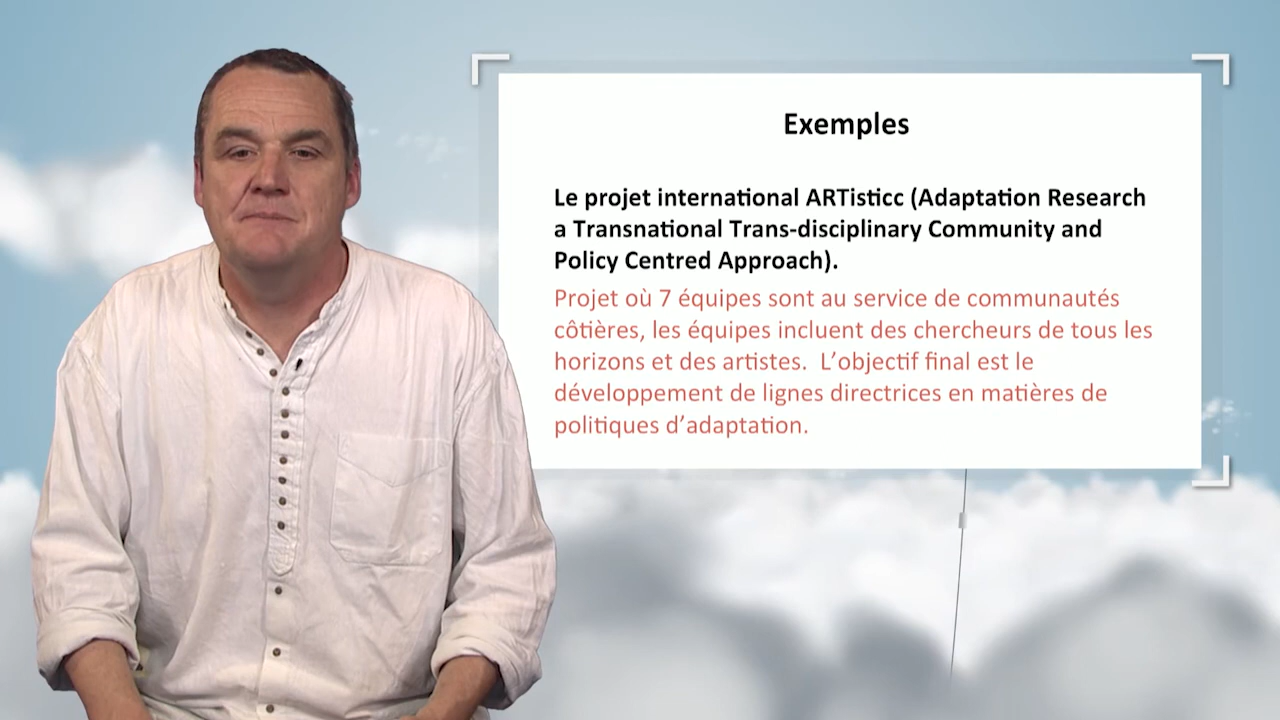 Exemples
Le projet international ARTisticc (Adaptation Research
a Transnational Trans-disciplinary Community and
Policy Centred Approach).
Projet où 7 équipes sont au service de communautés
côtières, les équipes incluent des chercheurs de tous les
horizons et des artistes. L’objectif final est le
développement de lignes directrices en matières de
politiques d’adaptation.